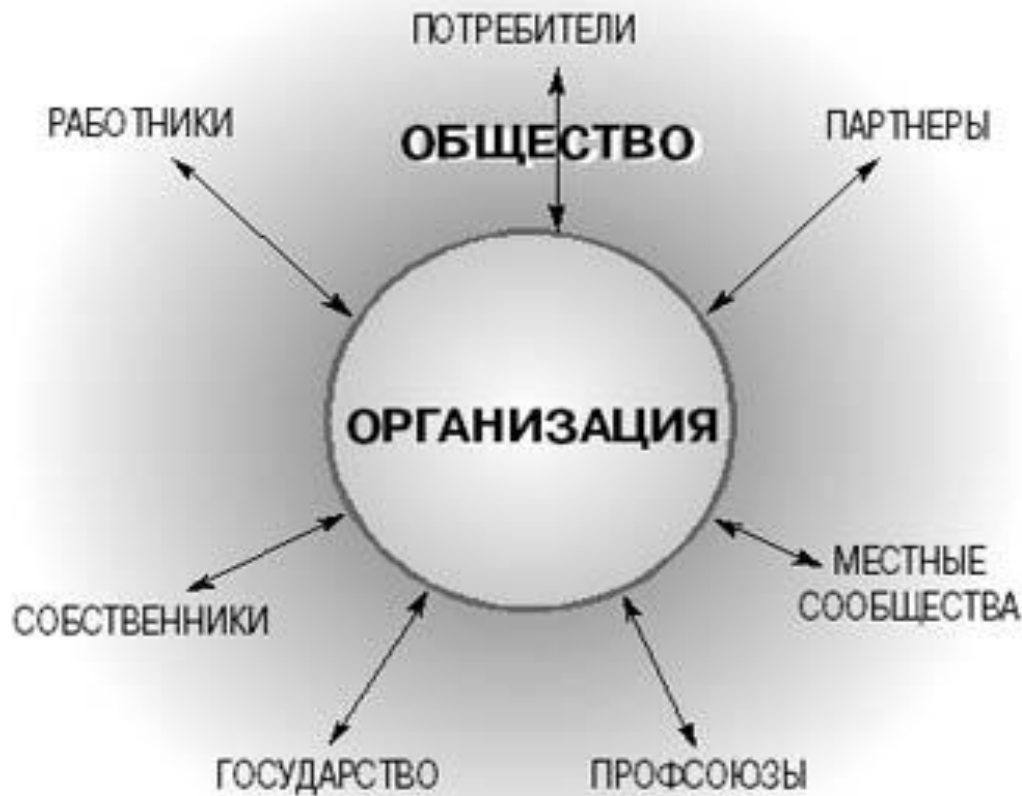 ПОТРЕБИТЕЛИ
РАБОТНИКИ
ОБЩЕСТВО
ПАРТНЕРЫ
ОРГАНИЗАЦИЯ
МЕСТНЫЕ
СООБЩЕСТВА
СОБСТВЕННИКИ
ГОСУДАРСТВО
ПРОФСОЮЗЫ